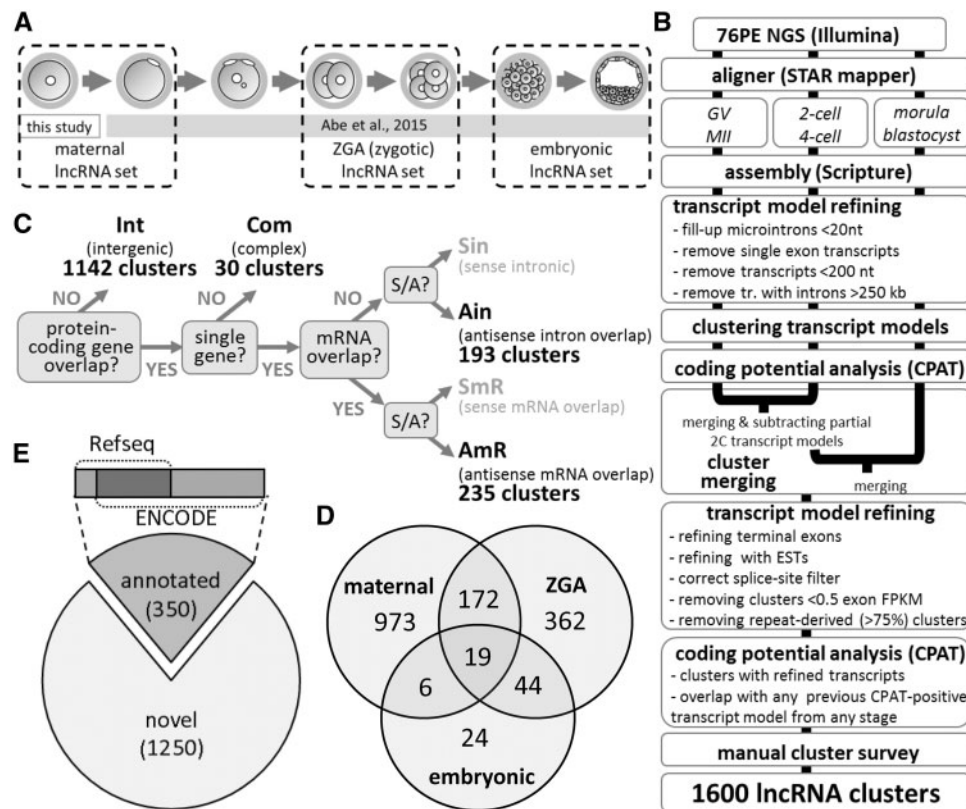 A
this study
Abe et al., 2015
maternal
lncRNA set
ZGA (zygotic)
lncRNA set
embryonic
lncRNA set
B
76PE NGS (Illumina)
aligner (STAR mapper)
GV
MII
2-cell
4-cell
morula
blastocyst
assembly (Scripture)
transcript model refining
- fill-up microintrons <20nt
- remove single exon transcripts
- remove transcripts <200 nt
- remove tr. with introns >250 kb
clustering transcript models
coding potential analysis (CPAT)
merging & subtracting partial
2C transcript models
cluster
merging
merging
transcript model refining
- refining terminal exons
- refining with ESTs
- correct splice-site filter
- removing clusters <0.5 exon FPKM
- removing repeat-derived (>75%) clusters
coding potential analysis (CPAT)
- clusters with refined transcripts
- overlap with any previous CPAT-positive
transcript model from any stage
manual cluster survey
1600 lncRNA clusters
C
Int
(intergenic)
1142 clusters
Com
(complex)
30 clusters
Sin
(sense intronic)
NO
NO
NO
S/A?
protein-
coding gene
overlap?
YES
single
gene?
YES
mRNA
overlap?
Ain
(antisense intron overlap)
193 clusters
YES
S/A?
SmR
(sense mRNA overlap)
AmR
(antisense mRNA overlap)
235 clusters
E
Refseq
ENCODE
annotated
(350)
novel
(1250)
D
maternal
973
172
ZGA
362
19
6
44
24
embryonic